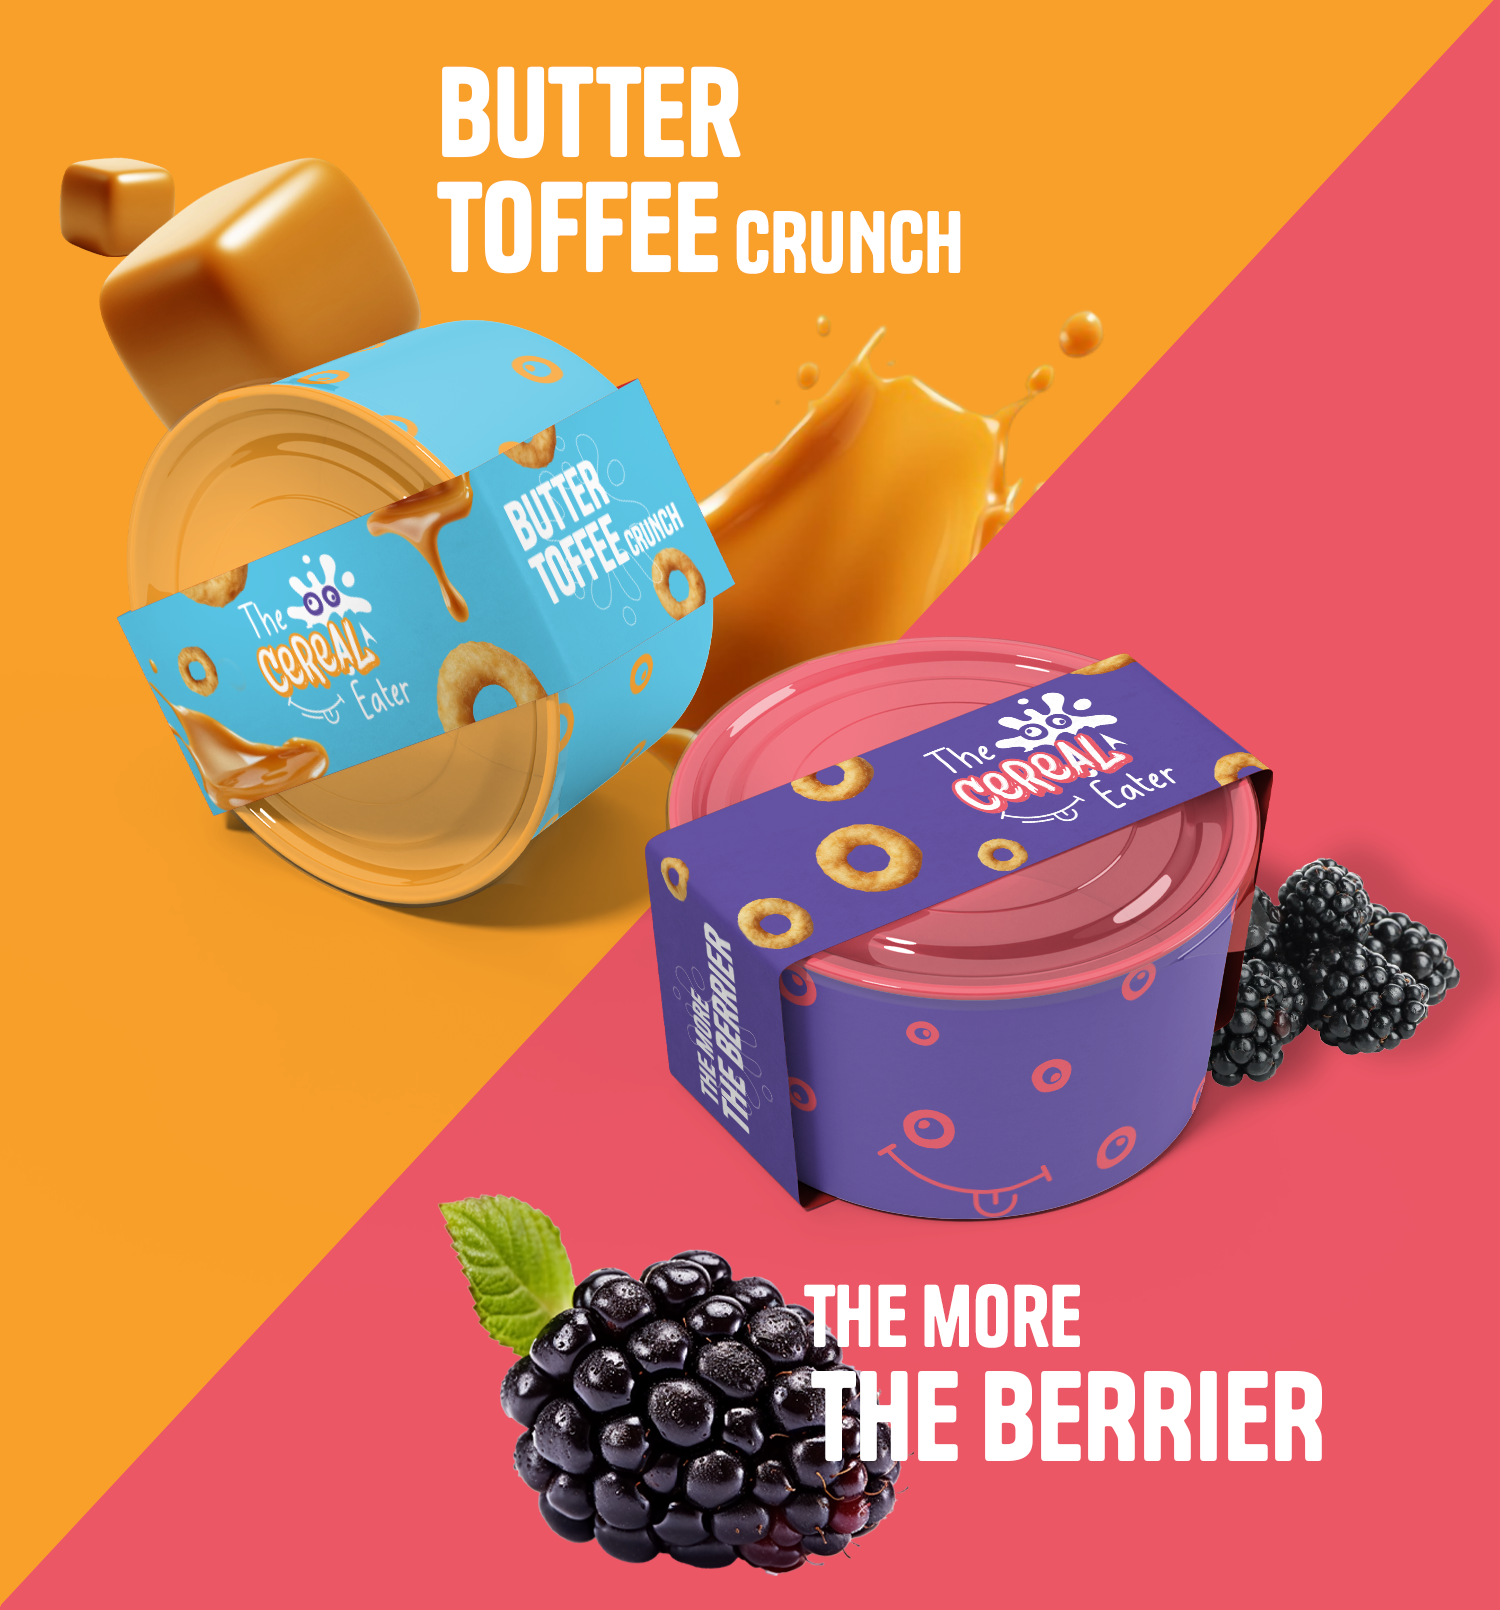 BUTTER
TOFFEE CRUNCH
BUTTER
TOFFEE CRUNCH
The
CEREAL
Eater
The
CEREAL
Eater
THE MORE
THE BERRIER
THE MORE
THE BERRIER